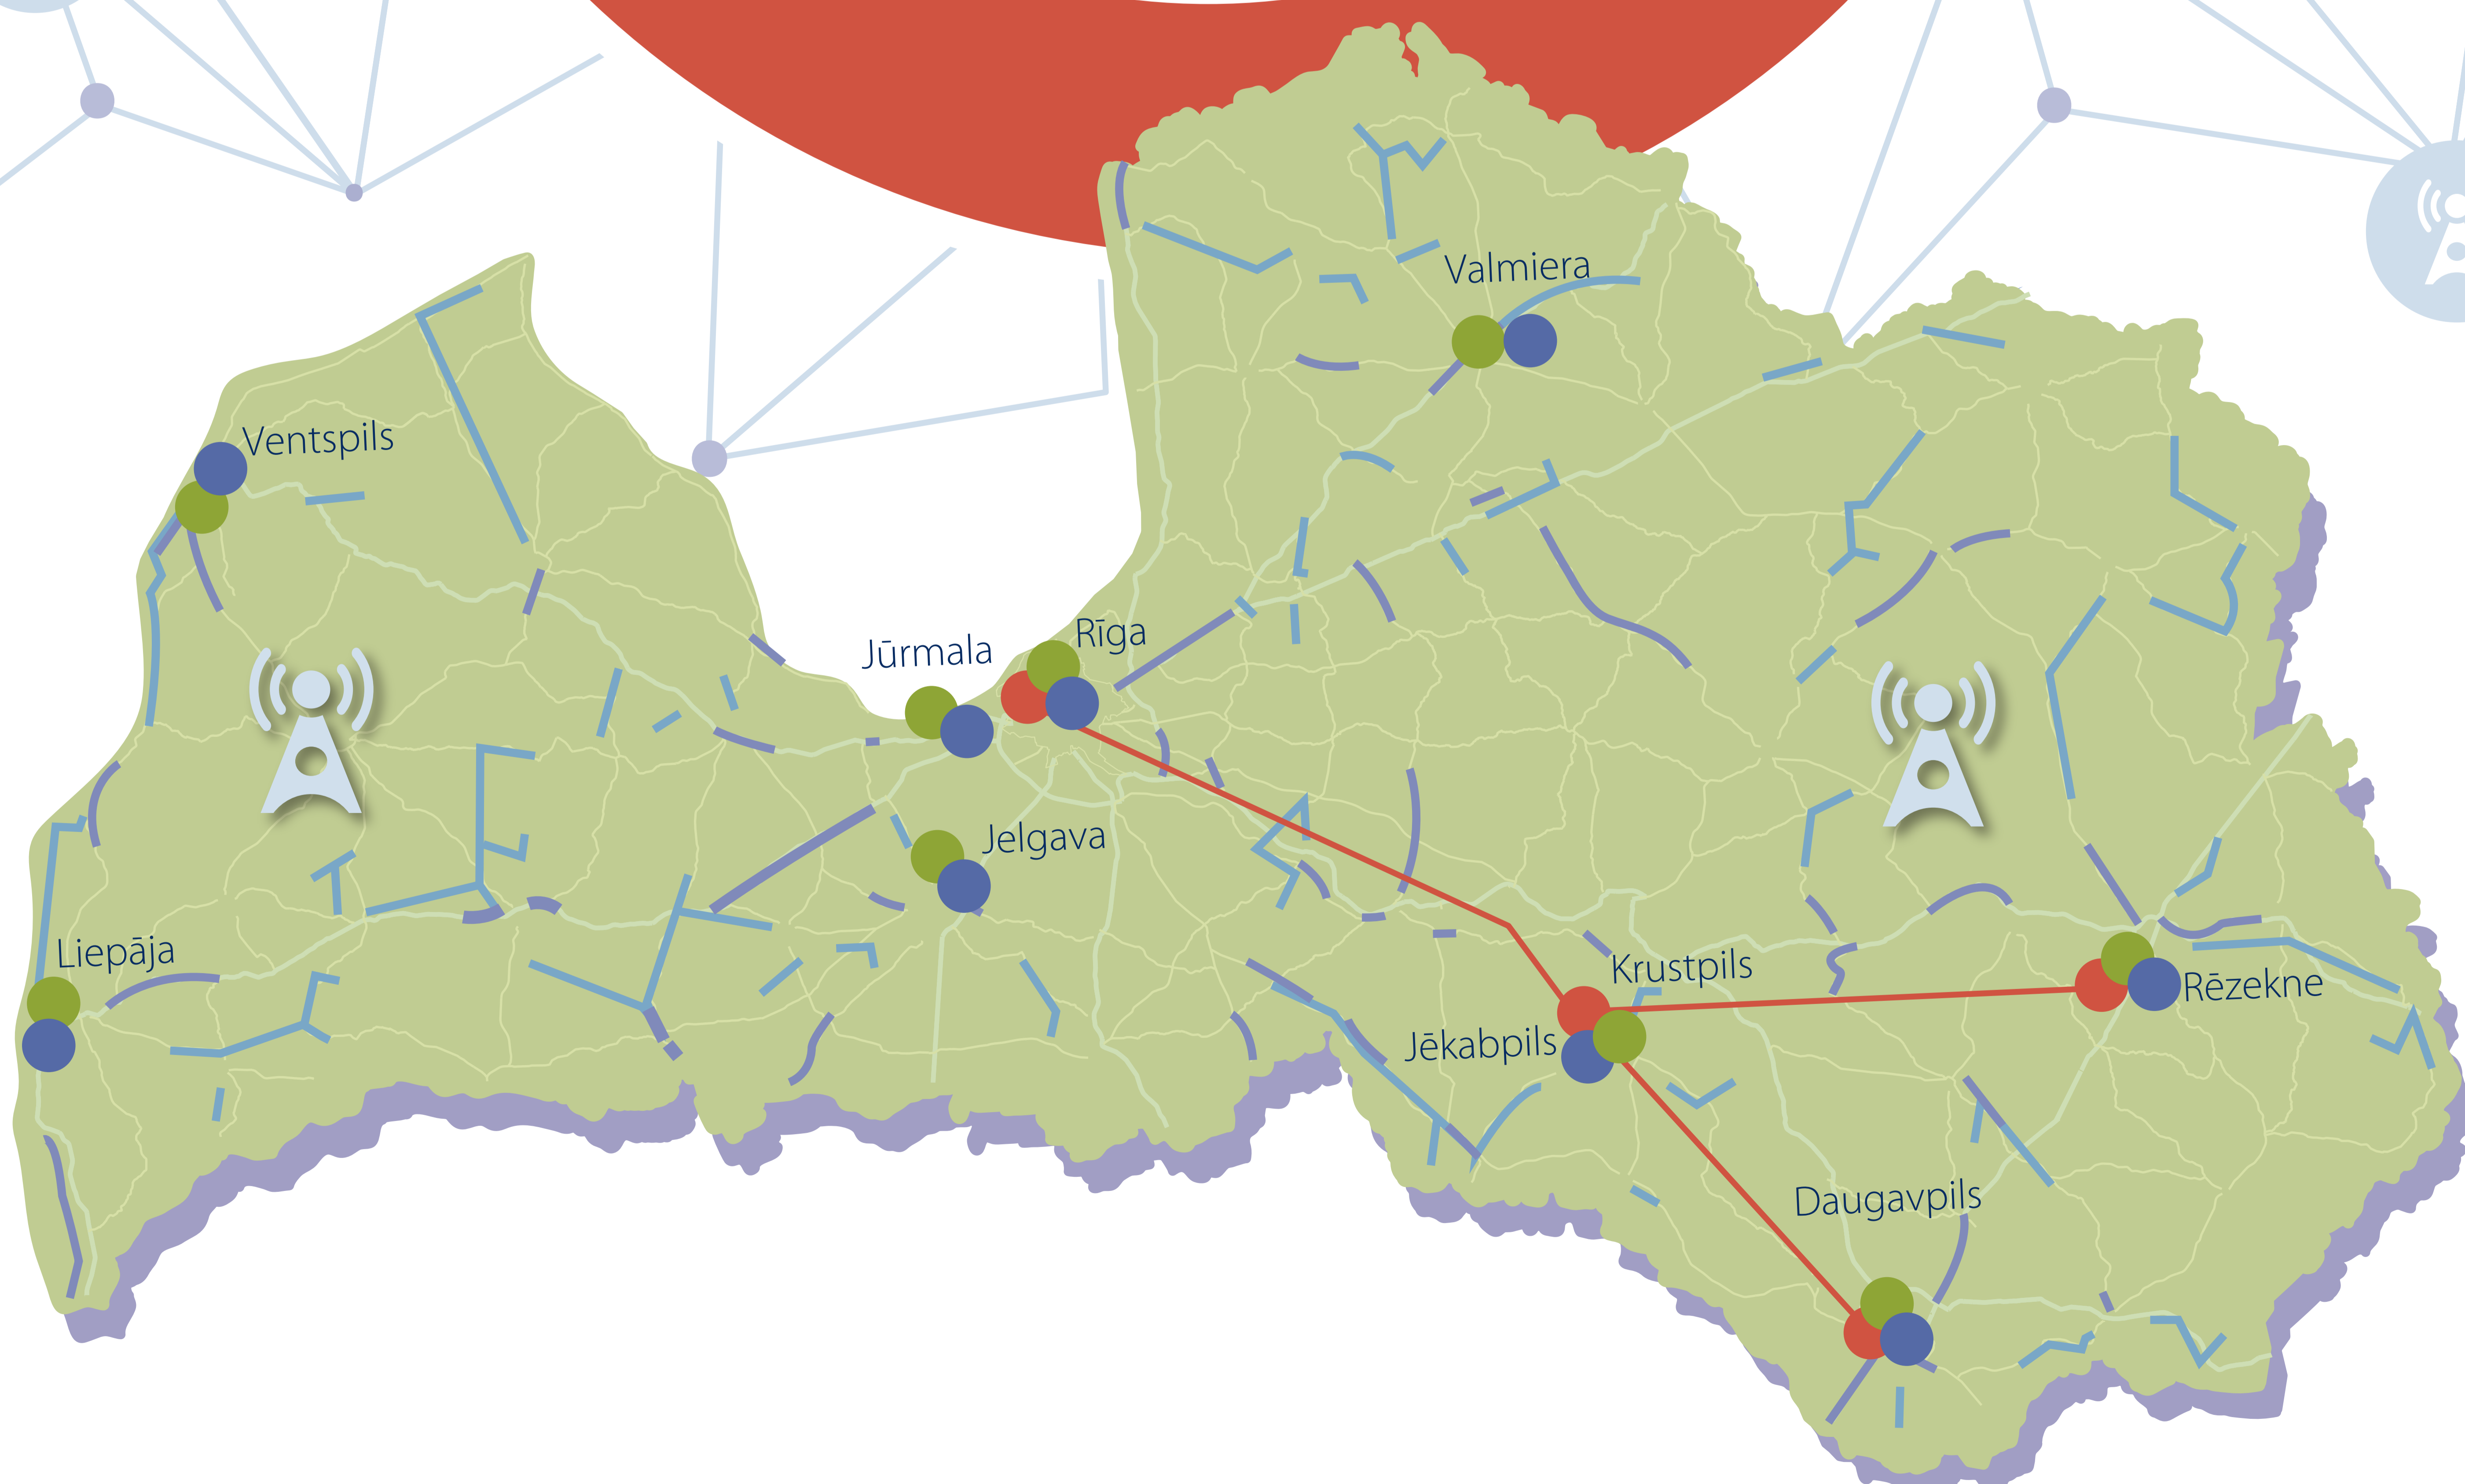 Valmiera
Ventspils
Rīga
Jūrmala
Jelgava
Liepāja
Krustpils
Rēzekne
Jēkabpils
Daugavpils